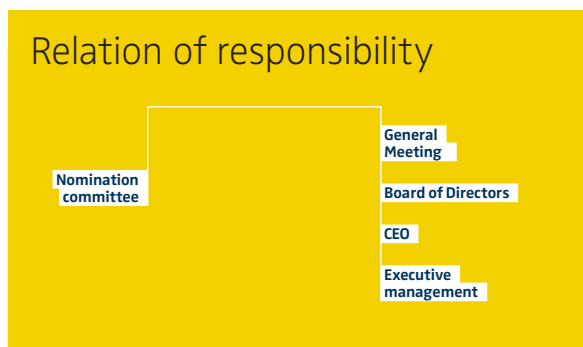 Relation of responsibility
General
Meeting
Nomination
committee
Board of Directors
CEO
Executive
management